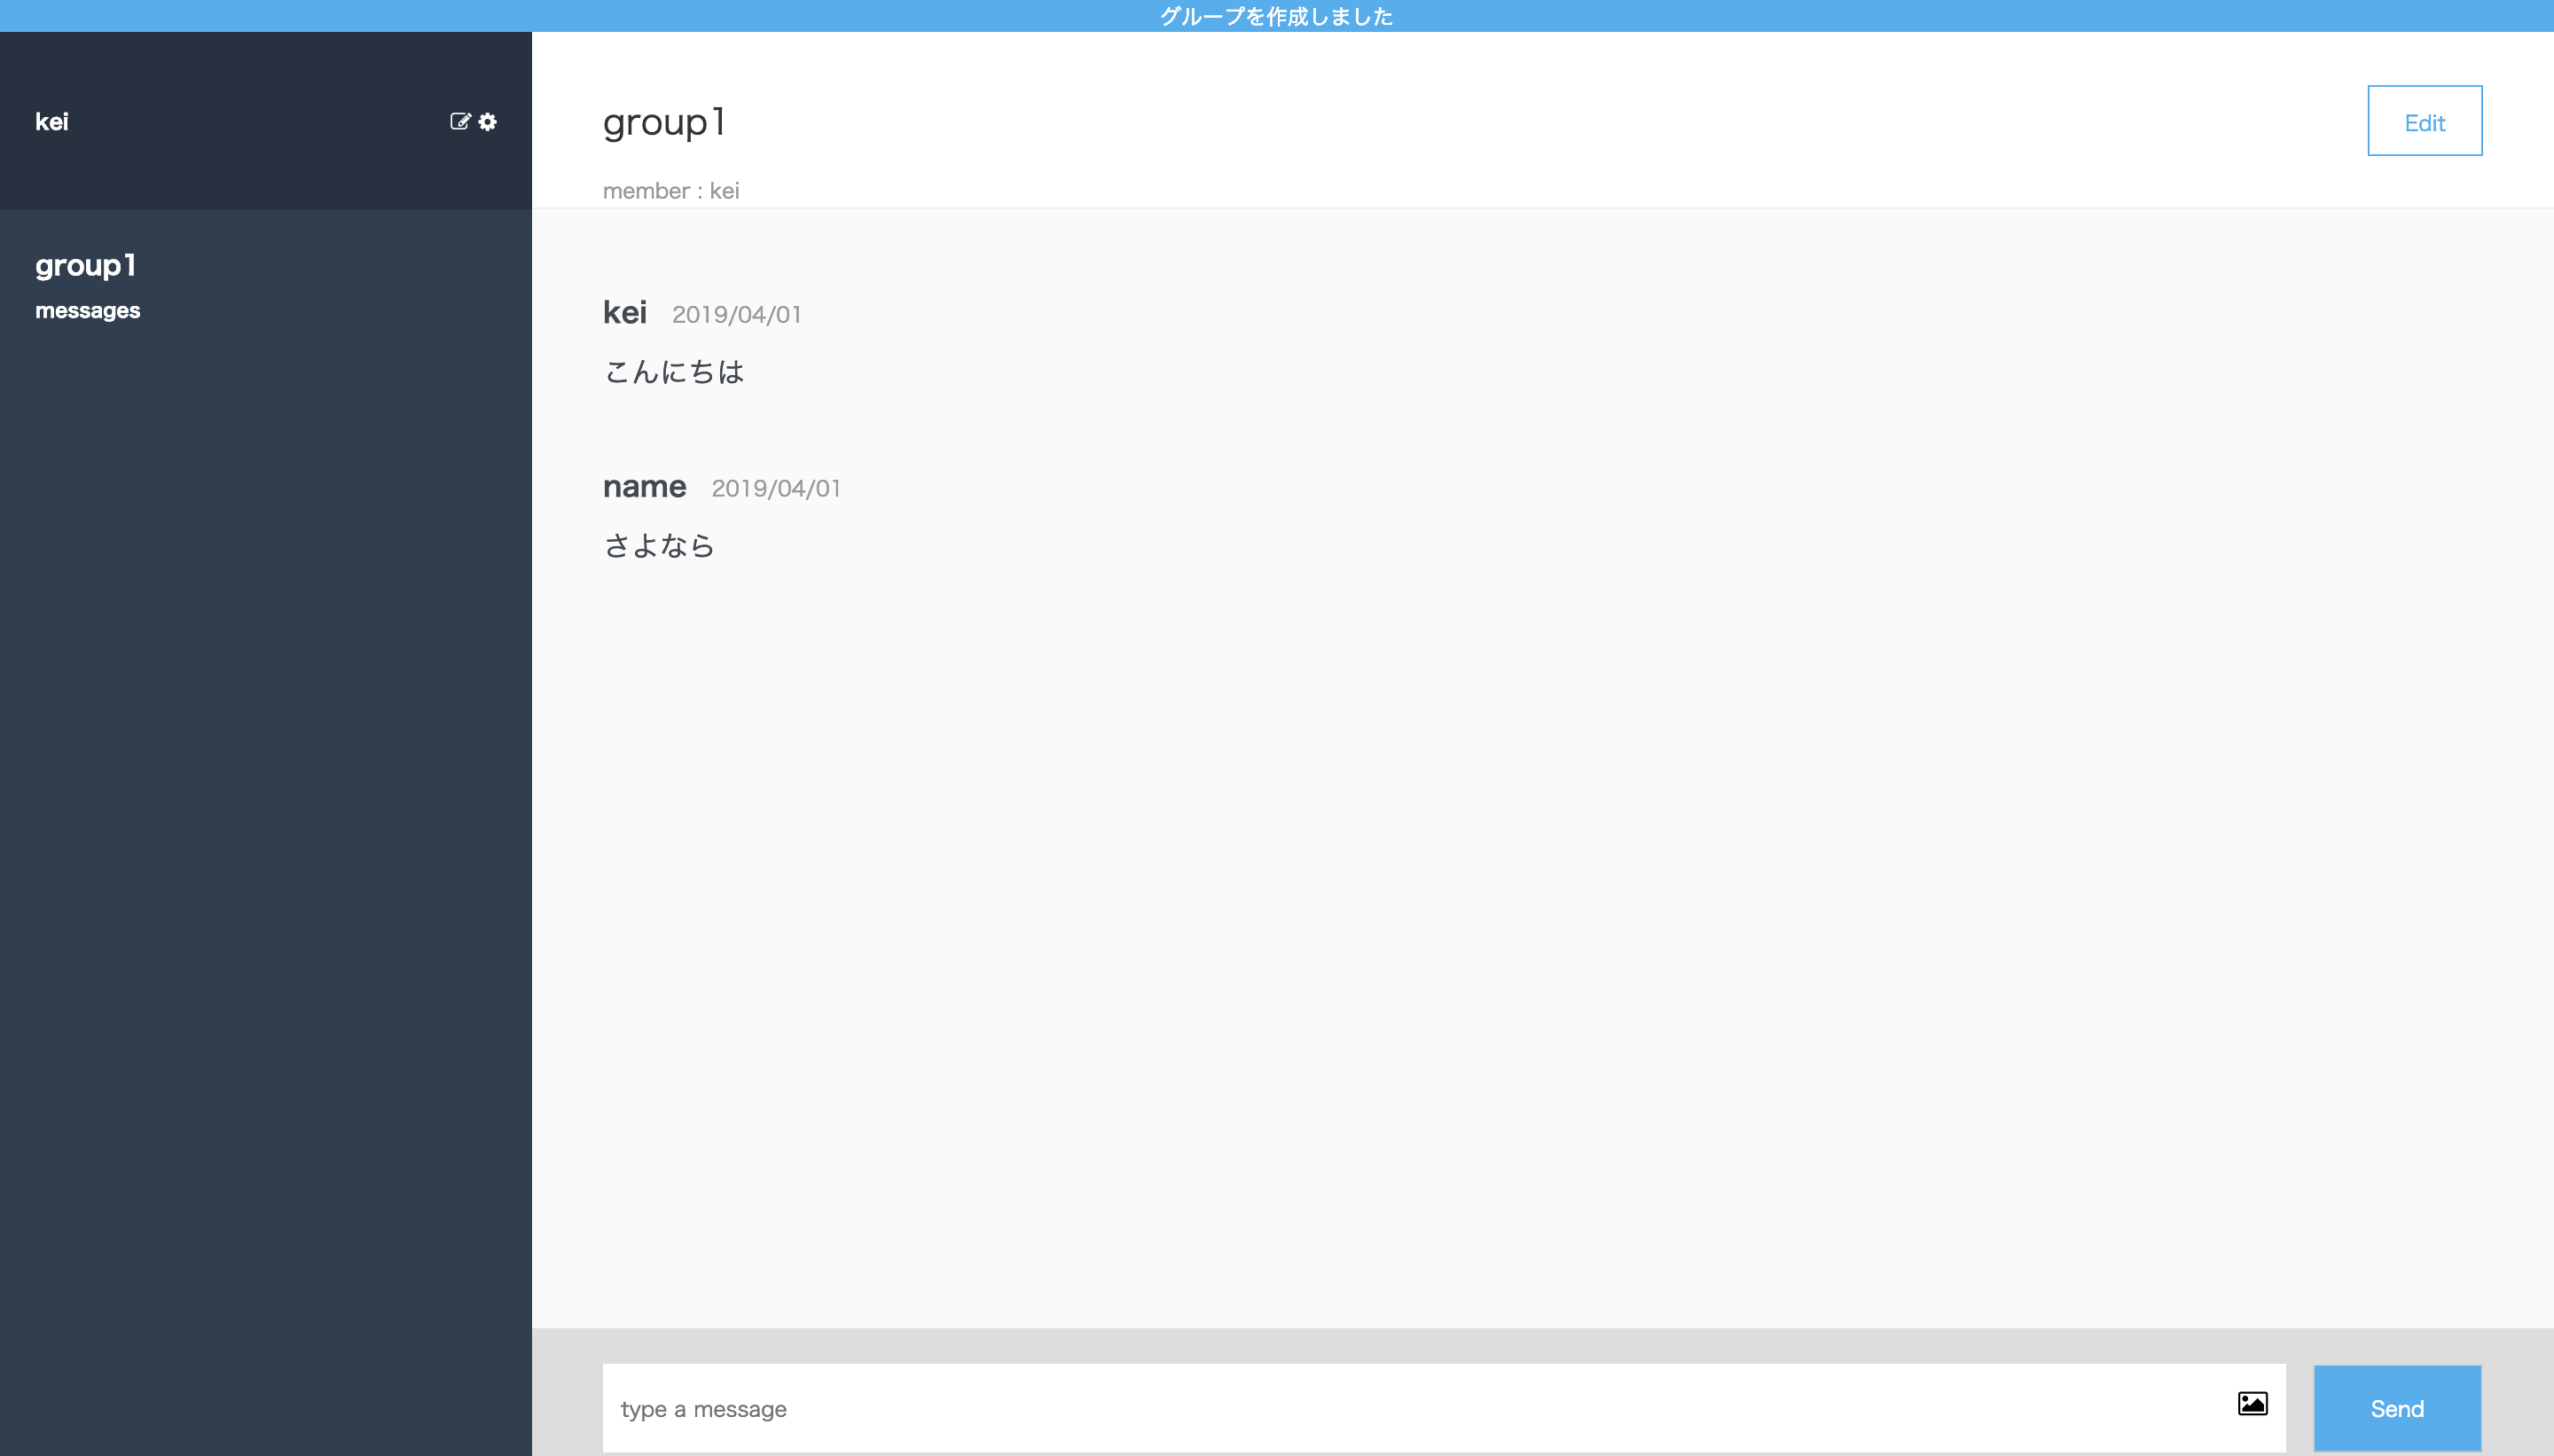 グループを作成しました
kei
group1
messages
group1
Edit
member : kei
kei 2019/04/01
こんにちは
name 2019/04/01
さよなら
type a message
Send